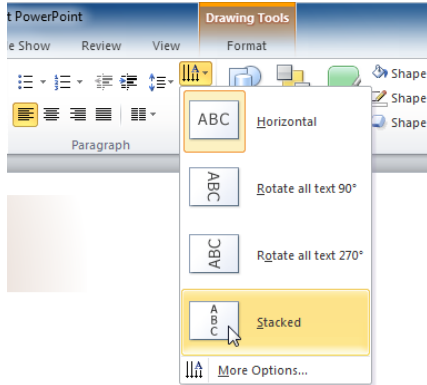 t PowerPoint
Drawing Tools
e Show Review View Format
Shape
Shape
Shape
Paragraph
ABC
Horizontal
ABC
Rotate all text 90°
ABC
Rotate all text 270°
A
B
C
Stacked
More Options...